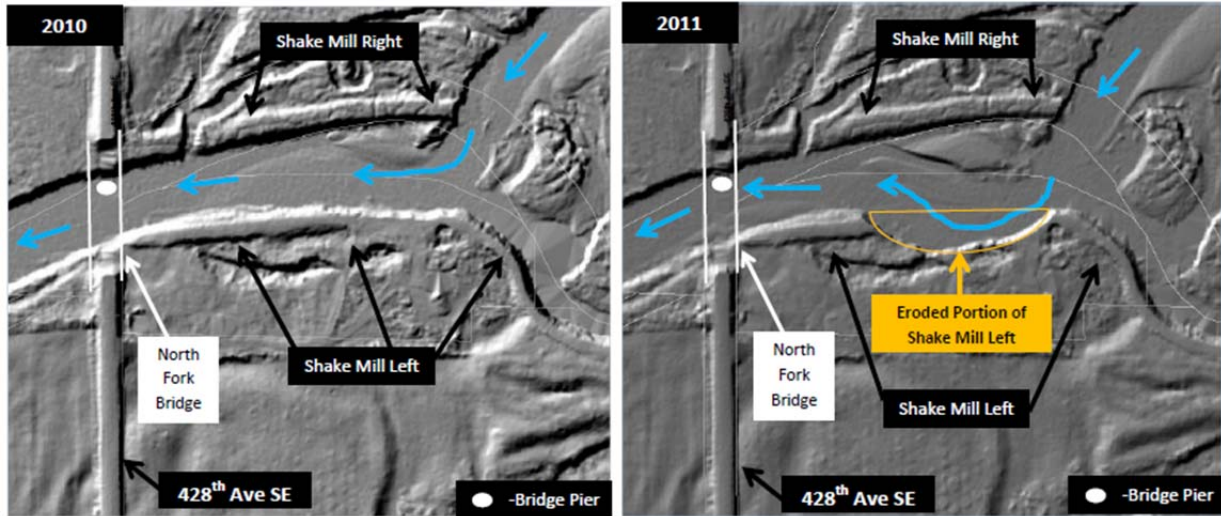 2010
Shake Mill Right
Shake Mill Left
North
Fork
Bridge
428th Ave SE
-Bridge Pier
2011
Shake Mill Right
Eroded Portion of
Shake Mill Left
North
Fork
Bridge
Shake Mill Left
428th Ave SE
-Bridge Pier